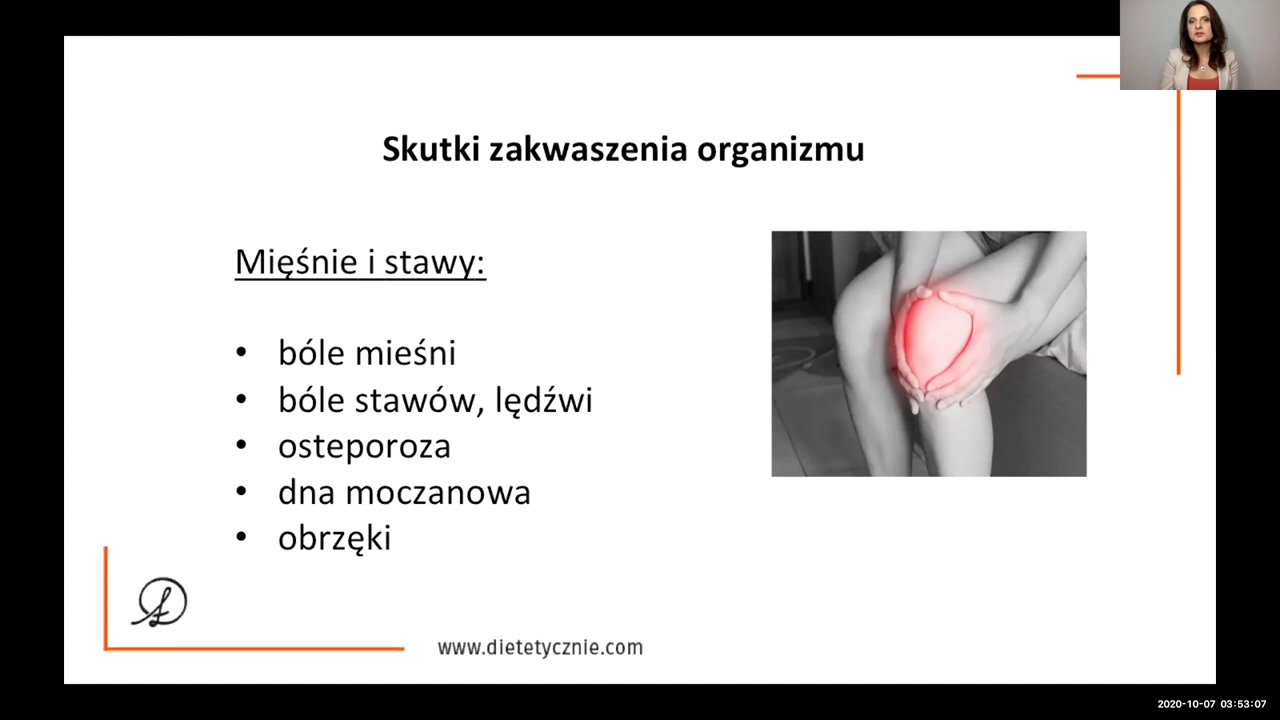 Skutki zakwaszenia organizmu
Mięśnie i stawy:
• bóle mieśni
• bóle stawów, lędźwi
• osteporoza
• dna moczanowa
• obrzęki
www.dietetycznie.com
2020-10-07 03:53:07